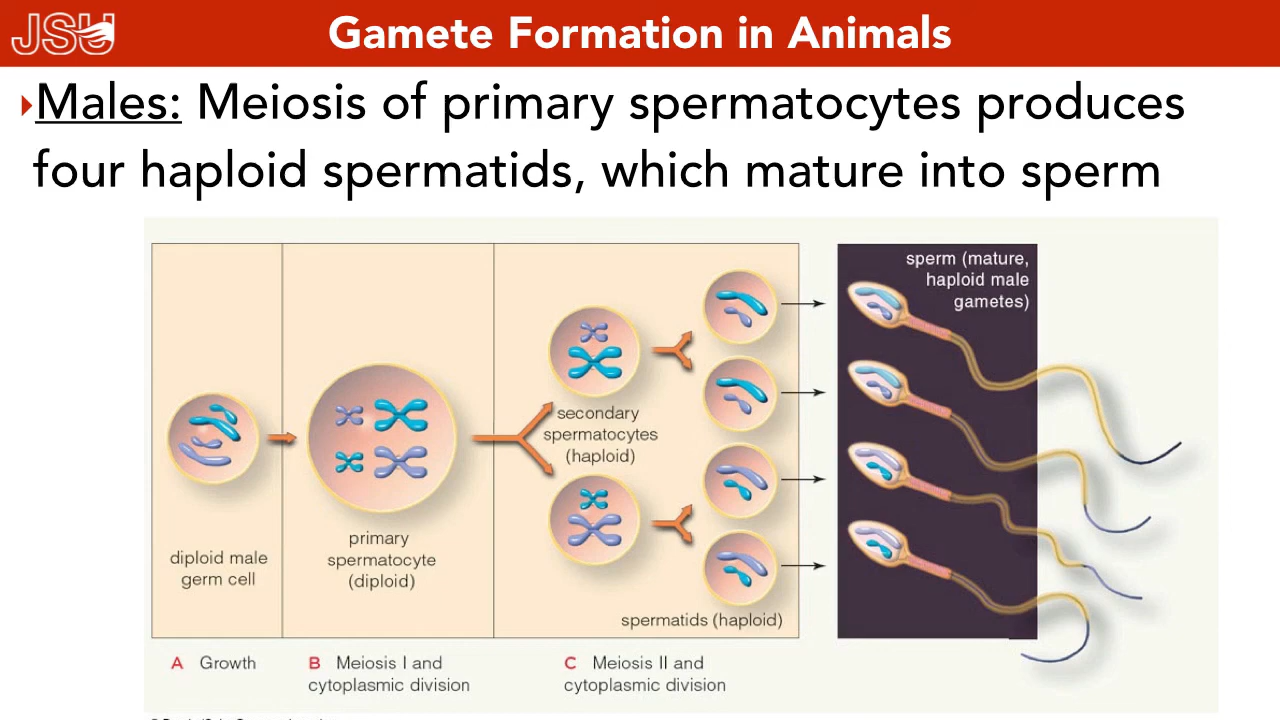 JSU
Gamete Formation in Animals
Males: Meiosis of primary spermatocytes produces
four haploid spermatids, which mature into sperm
sperm (mature,
haploid male
gametes)
secondary
spermatocytes
(haploid)
diploid male
germ cell
primary
spermatocyte
(diploid)
spermatids (haploid)
A Growth
B Meiosis I and
cytoplasmic division
C Meiosis II and
cytoplasmic division